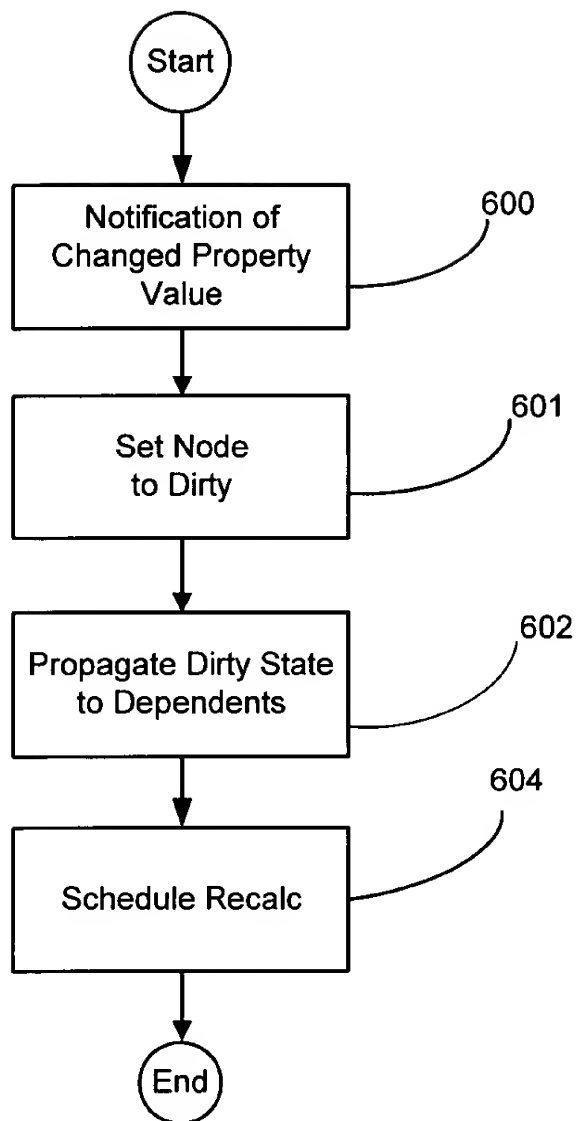 Start
Notification of
Changed Property
Value
600
Set Node
to Dirty
601
Propagate Dirty State
to Dependents
602
Schedule Recalc
604
End